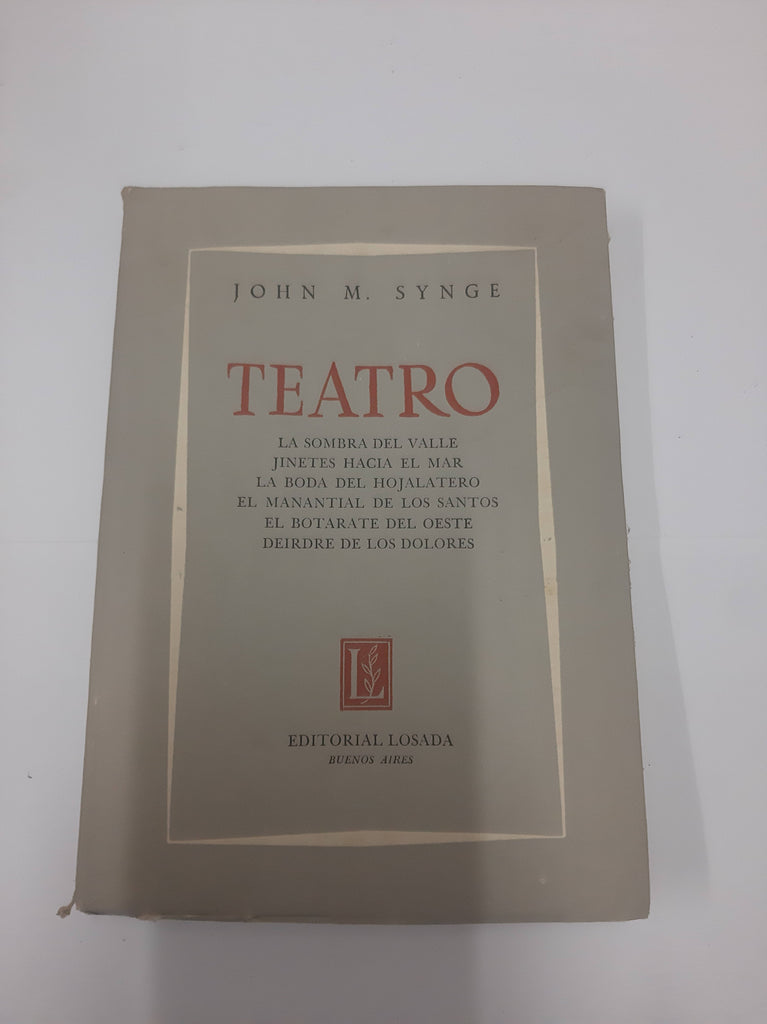 JOHN M. SYNGE
TEATRO
LA SOMBRA DEL VALLE
JINETES HACIA EL MAR
LA BODA DEL HOJALATERO
EL MANANTIAL DE LOS SANTOS
EL BOTARATE DEL OESTE
DEIRDRE DE LOS DOLORES
L
EDITORIAL LOSADA
BUENOS AIRES